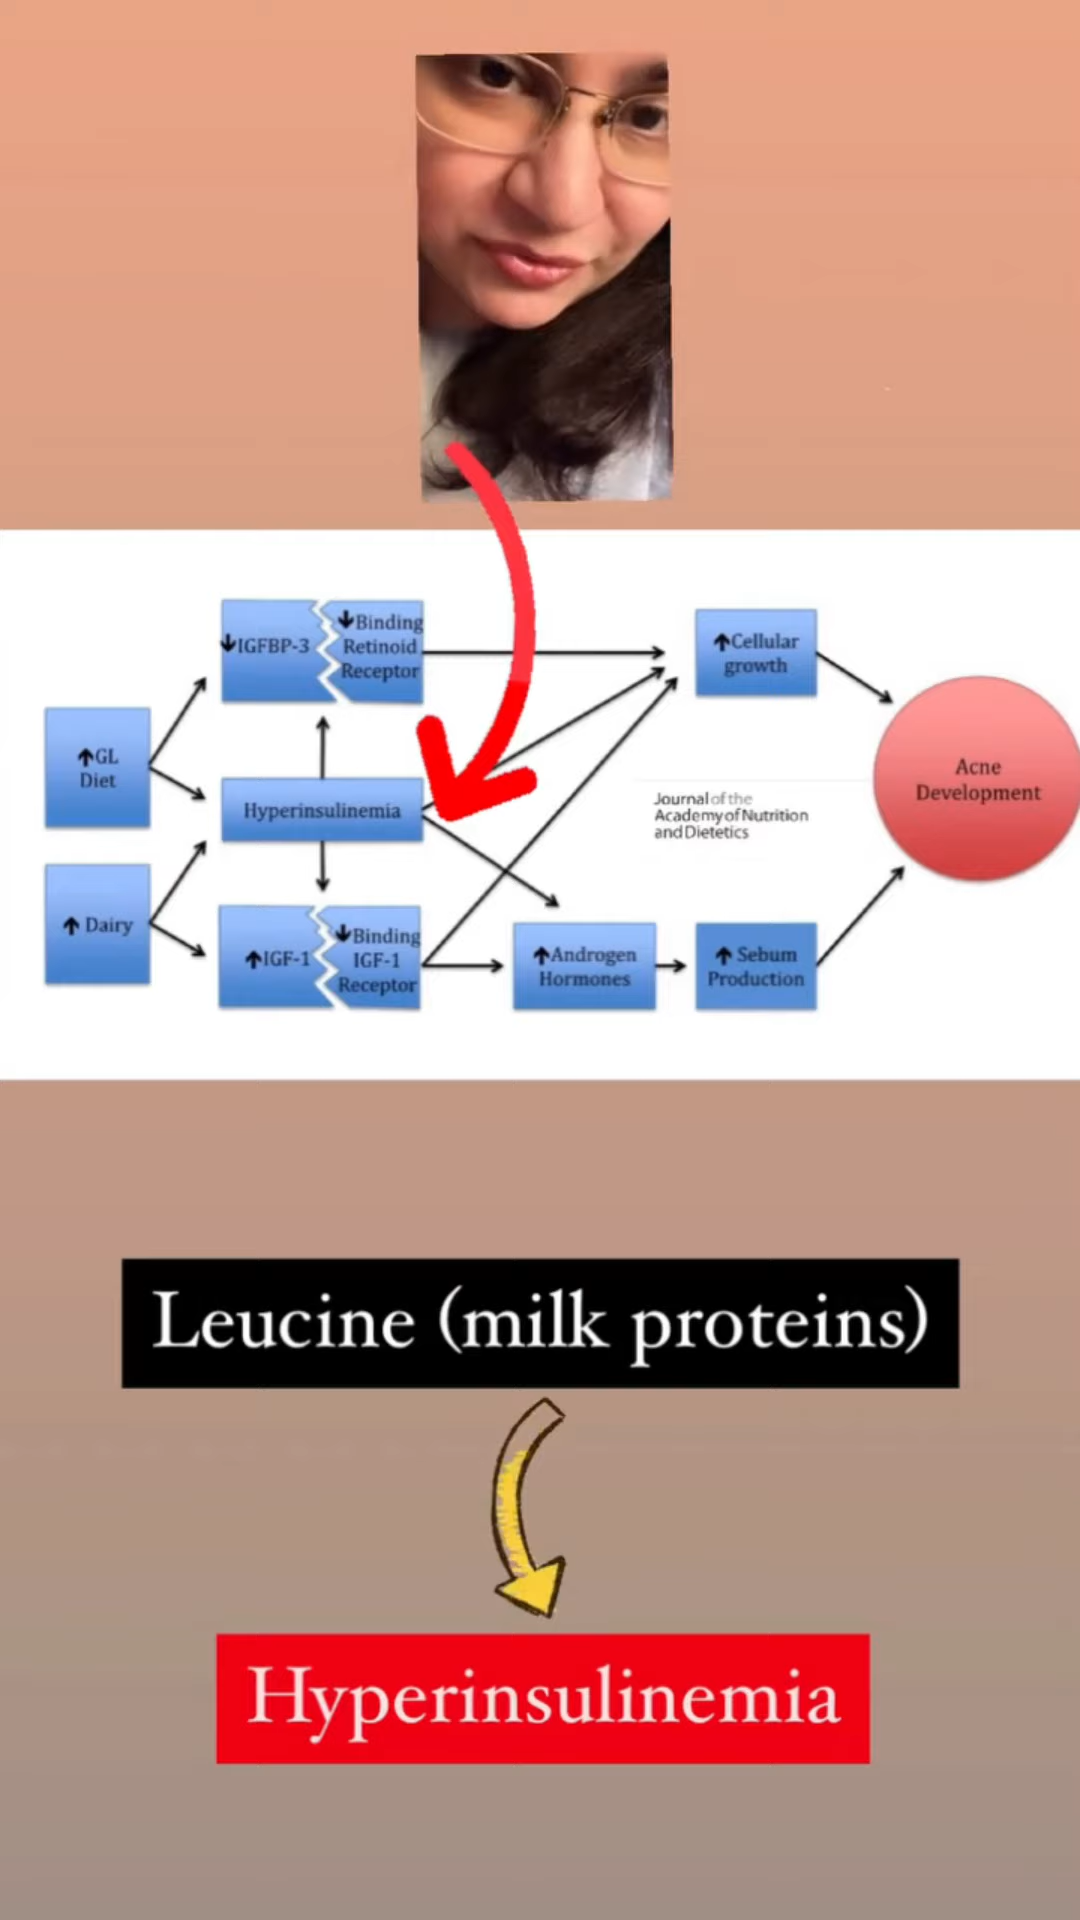 ↓IGFBP-3
↓Binding
Retinoid
Receptor
↑Cellular
growth
↑GL
Diet
Hyperinsulinemia
Acne
Development
Journal of the
Academy of Nutrition
and Dietetics
↑ Dairy
↑IGF-1
↓Binding
IGF-1
Receptor
↑Androgen
Hormones
↑ Sebum
Production
Leucine (milk proteins)
Hyperinsulinemia